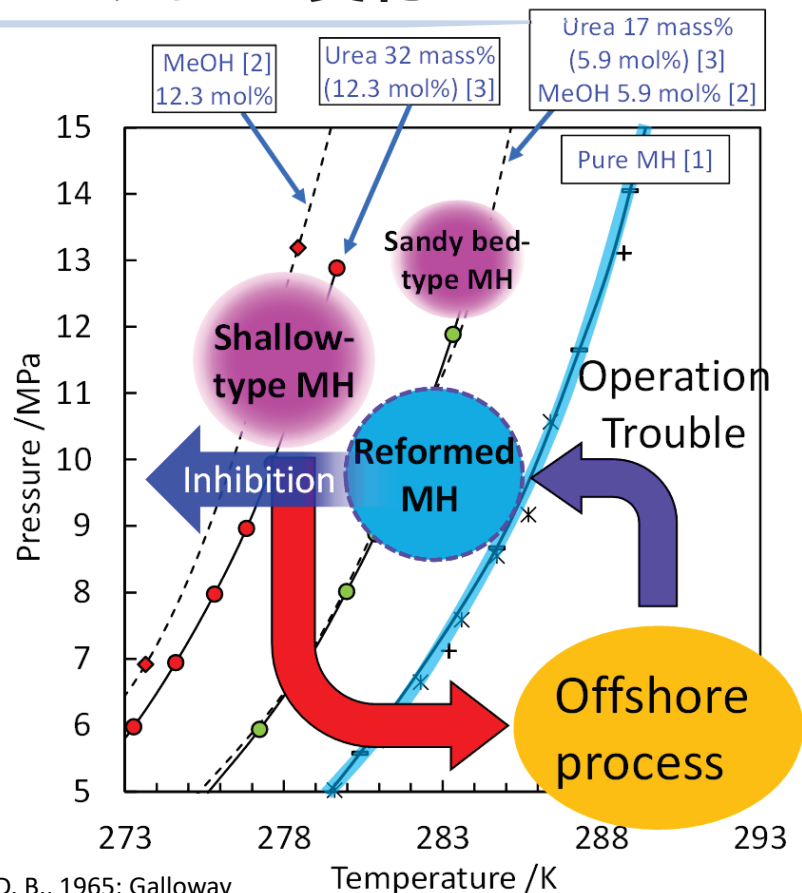 MeOH [2]
12.3 mol%
Urea 32 mass%
(12.3 mol%) [3]
Urea 17 mass%
(5.9 mol%) [3]
MeOH 5.9 mol% [2]
Pure MH [1]
15
14
13
12
11
10
9
8
7
6
5
Pressure /MPa
Sandy bed-
type MH
Shallow-
type MH
Operation
Trouble
Reformed
MH
Inhibition
Offshore
process
273
278
283
288
293
Temperature /K
D. B., 1965; Galloway